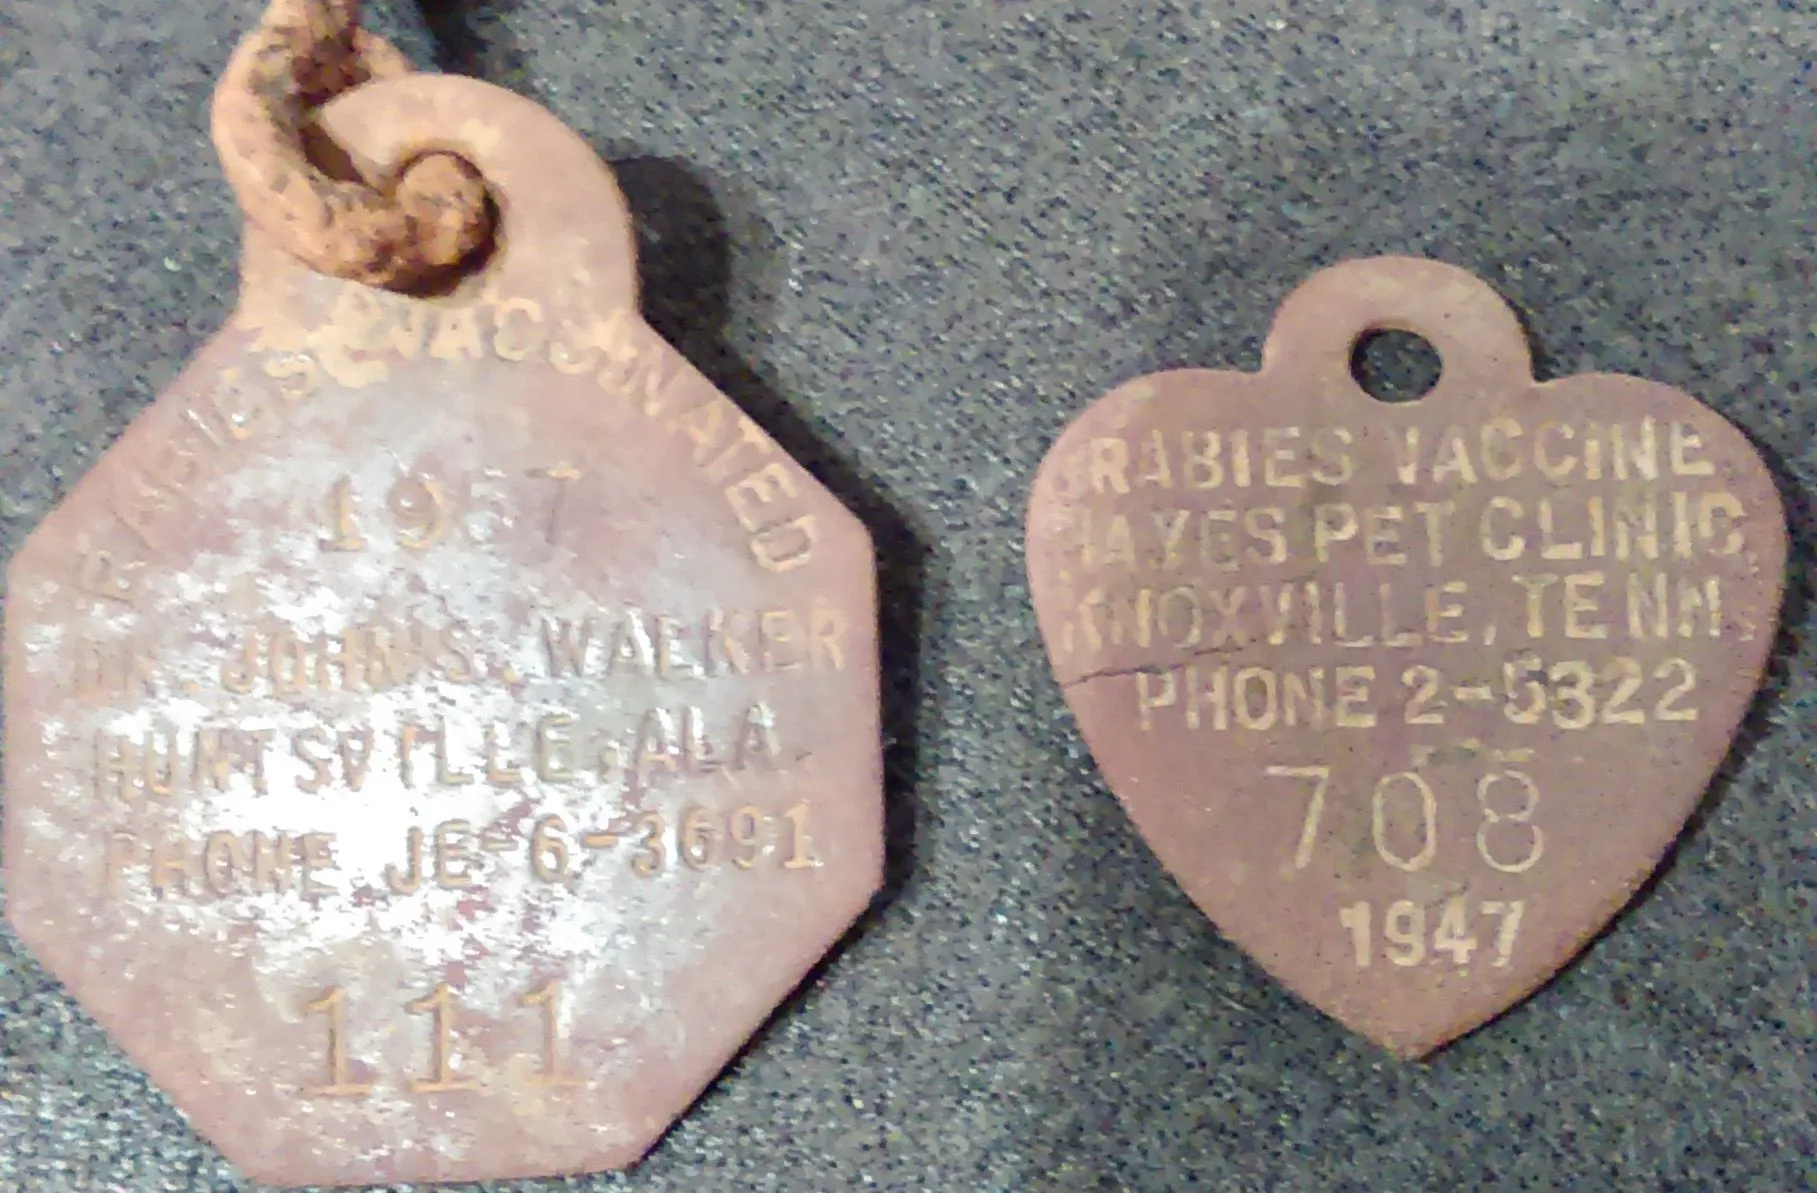 RABIES VACCINATED
DR. JOHN S. WALKER
HUNTSVILLE, ALA.
PHONE JE-6-3691
111
RABIES VACCINE
HAYES PET CLINIC
KNOXVILLE, TENN.
PHONE 2-5322
708
1947